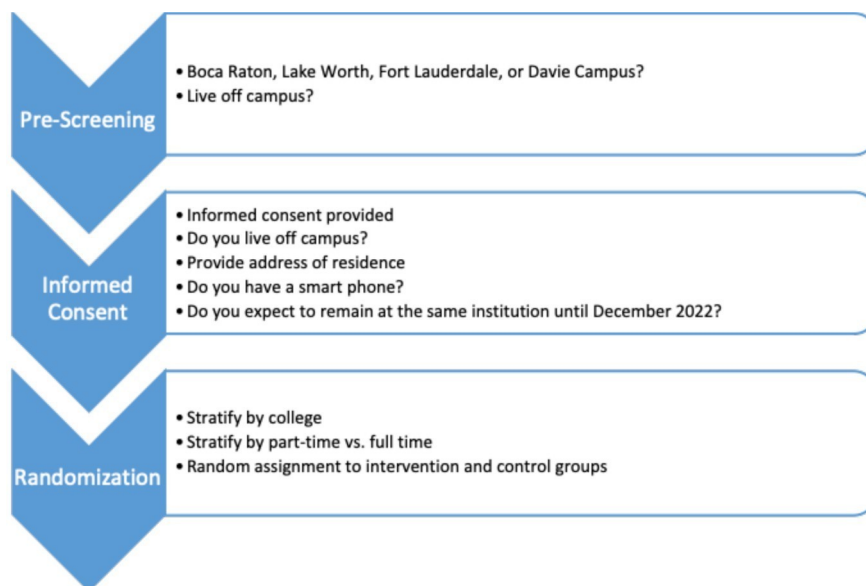 Pre-Screening
• Boca Raton, Lake Worth, Fort Lauderdale, or Davie Campus?
• Live off campus?
Informed
Consent
• Informed consent provided
• Do you live off campus?
• Provide address of residence
• Do you have a smart phone?
• Do you expect to remain at the same institution until December 2022?
Randomization
• Stratify by college
• Stratify by part-time vs. full time
• Random assignment to intervention and control groups